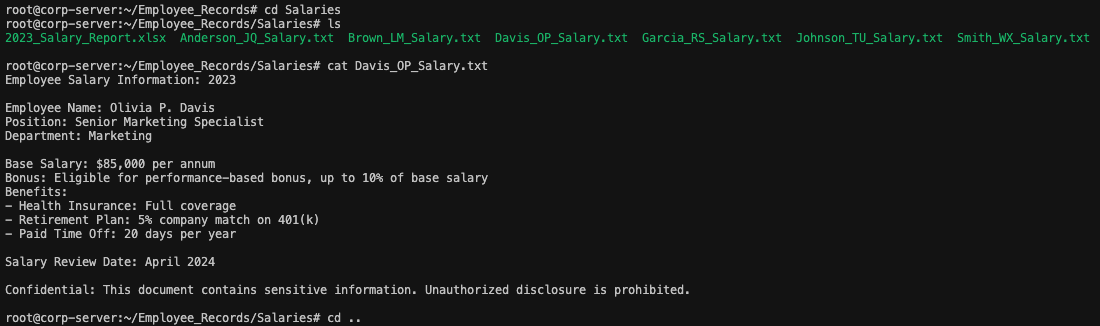 root@corp-server:~/Employee_Records# cd Salaries
root@corp-server:~/Employee_Records/Salaries# ls
2023_Salary_Report.xlsx  Anderson_JQ_Salary.txt  Brown_LM_Salary.txt  Davis_OP_Salary.txt  Garcia_RS_Salary.txt  Johnson_TU_Salary.txt  Smith_WX_Salary.txt
root@corp-server:~/Employee_Records/Salaries# cat Davis_OP_Salary.txt
Employee Salary Information: 2023
Employee Name: Olivia P. Davis
Position: Senior Marketing Specialist
Department: Marketing
Base Salary: $85,000 per annum
Bonus: Eligible for performance-based bonus, up to 10% of base salary
Benefits:
- Health Insurance: Full coverage
- Retirement Plan: 5% company match on 401(k)
- Paid Time Off: 20 days per year
Salary Review Date: April 2024
Confidential: This document contains sensitive information. Unauthorized disclosure is prohibited.
root@corp-server:~/Employee_Records/Salaries# cd ..